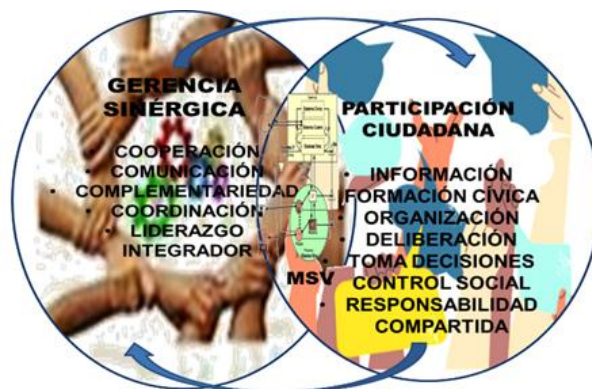 GERENCIA
SINÉRGICA
• COOPERACIÓN
• COMUNICACIÓN
• COMPLEMENTARIEDAD
• COORDINACIÓN
• LIDERAZGO
INTEGRADOR
MSV
PARTICIPACIÓN
CIUDADANA
• INFORMACIÓN
• FORMACIÓN CÍVICA
• ORGANIZACIÓN
• DELIBERACIÓN
• TOMA DECISIONES
• CONTROL SOCIAL
• RESPONSABILIDAD
COMPARTIDA